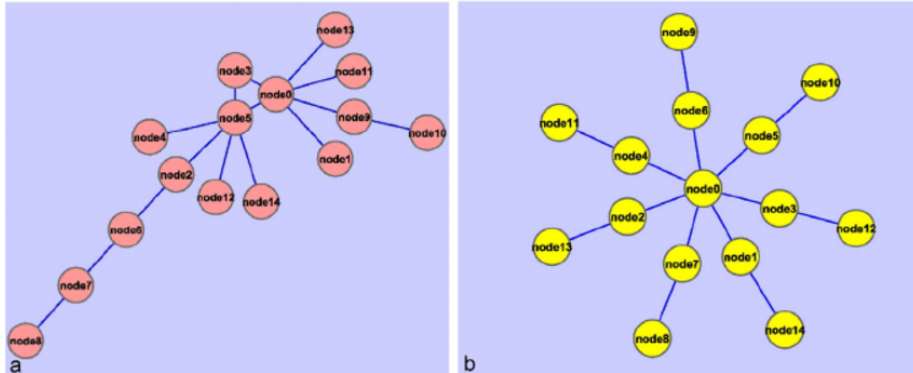 node13
node3
node11
node0
node5
node9
node10
node4
node1
node2
node12
node14
node6
node7
node8
a
node9
node10
node6
node11
node5
node4
node0
node3
node2
node12
node13
node7
node1
node14
node8
b